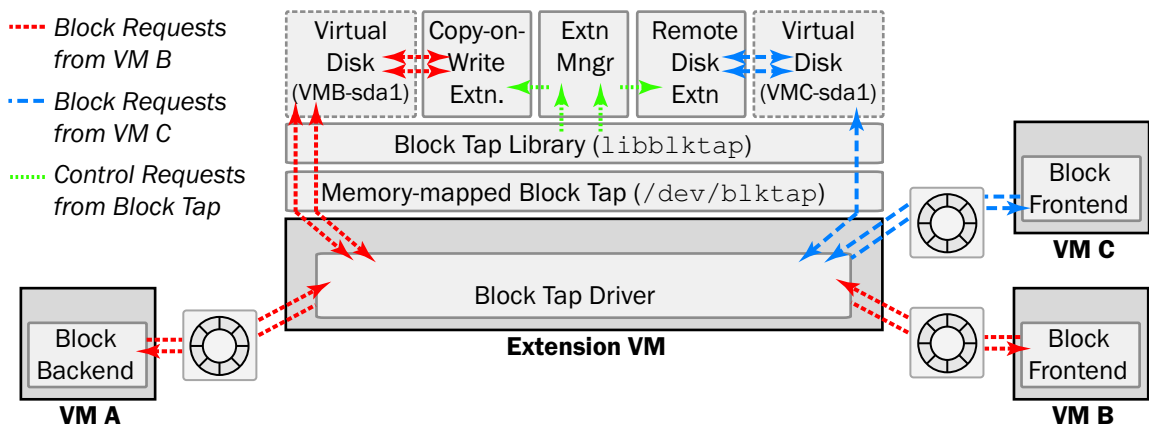 Block Requests
from VM B
Block Requests
from VM C
Control Requests
from Block Tap
Virtual
Disk
(VMB-sda1)
Copy-on-
Write
Extn.
Extn
Mngr
Remote
Disk
Extn
Virtual
Disk
(VMC-sda1)
Block Tap Library (libblktap)
Memory-mapped Block Tap (/dev/blktap)
Block Tap Driver
Extension VM
Block
Backend
VM A
Block
Frontend
VM C
Block
Frontend
VM B